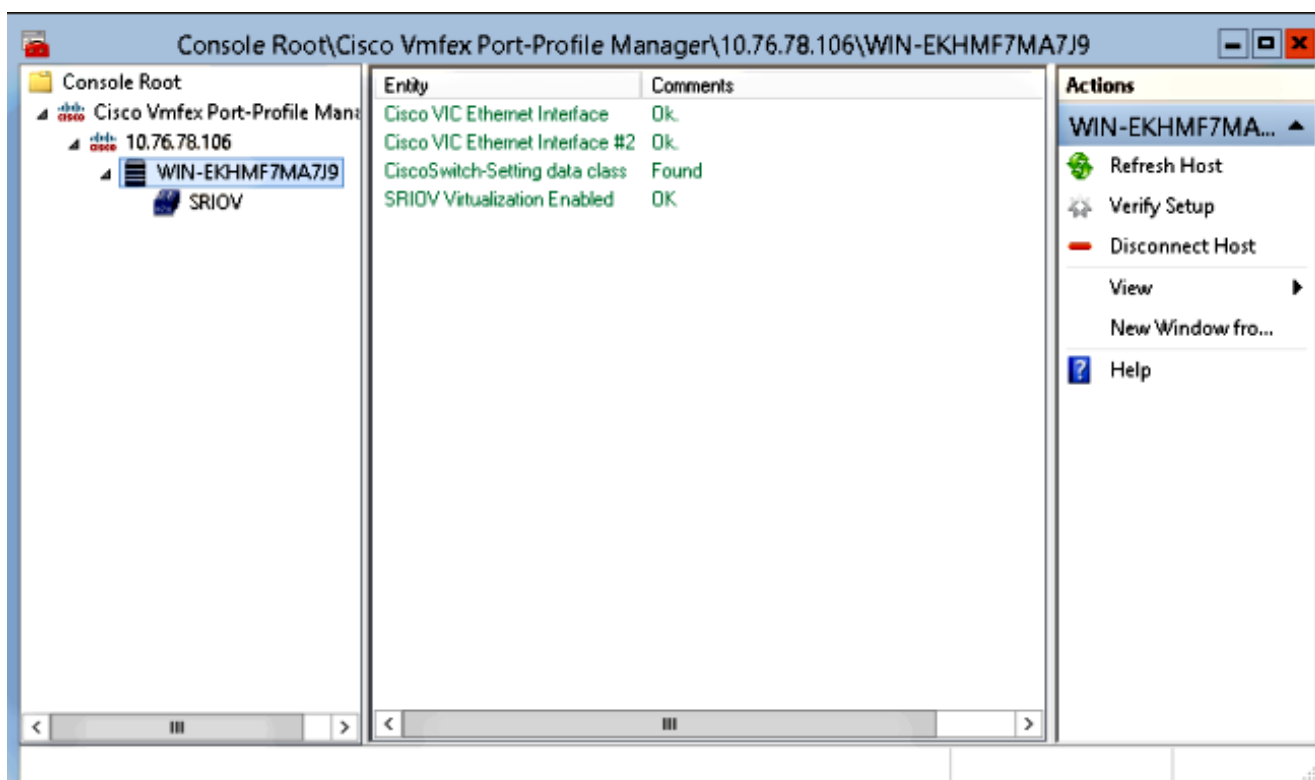 Console Root\Cisco Vmfex Port-Profile Manager\10.76.78.106\WIN-EKHMF7MA7J9
Console Root
Cisco Vmfex Port-Profile Mana
10.76.78.106
WIN-EKHMF7MA7J9
SRIOV
Entity Comments
Cisco VIC Ethernet Interface Ok.
Cisco VIC Ethernet Interface #2 Ok.
CiscoSwitch-Setting data class Found
SRIOV Virtualization Enabled OK
Actions
WIN-EKHMF7MA...
Refresh Host
Verify Setup
Disconnect Host
View
New Window fro...
Help